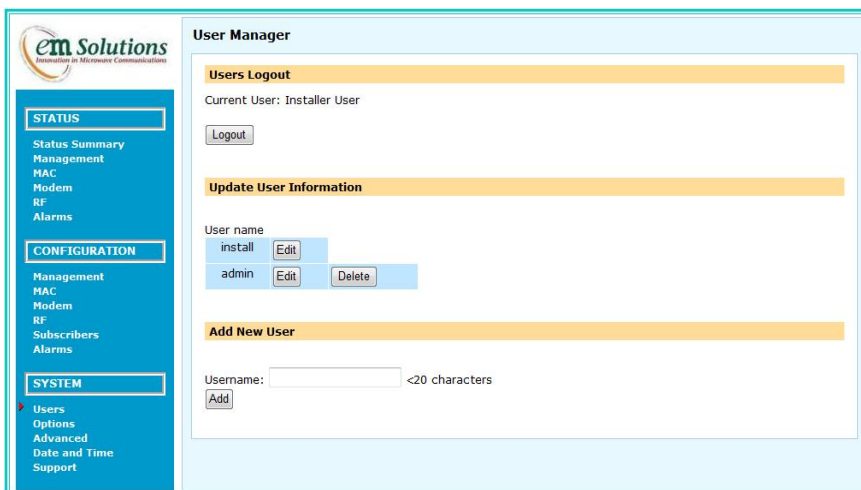 em Solutions
Innovation in Microwave Communications
STATUS
Status Summary
Management
MAC
Modem
RF
Alarms
CONFIGURATION
Management
MAC
Modem
RF
Subscribers
Alarms
SYSTEM
Users
Options
Advanced
Date and Time
Support
User Manager
Users Logout
Current User: Installer User
Logout
Update User Information
User name
install Edit
admin Edit Delete
Add New User
Username: <20 characters
Add